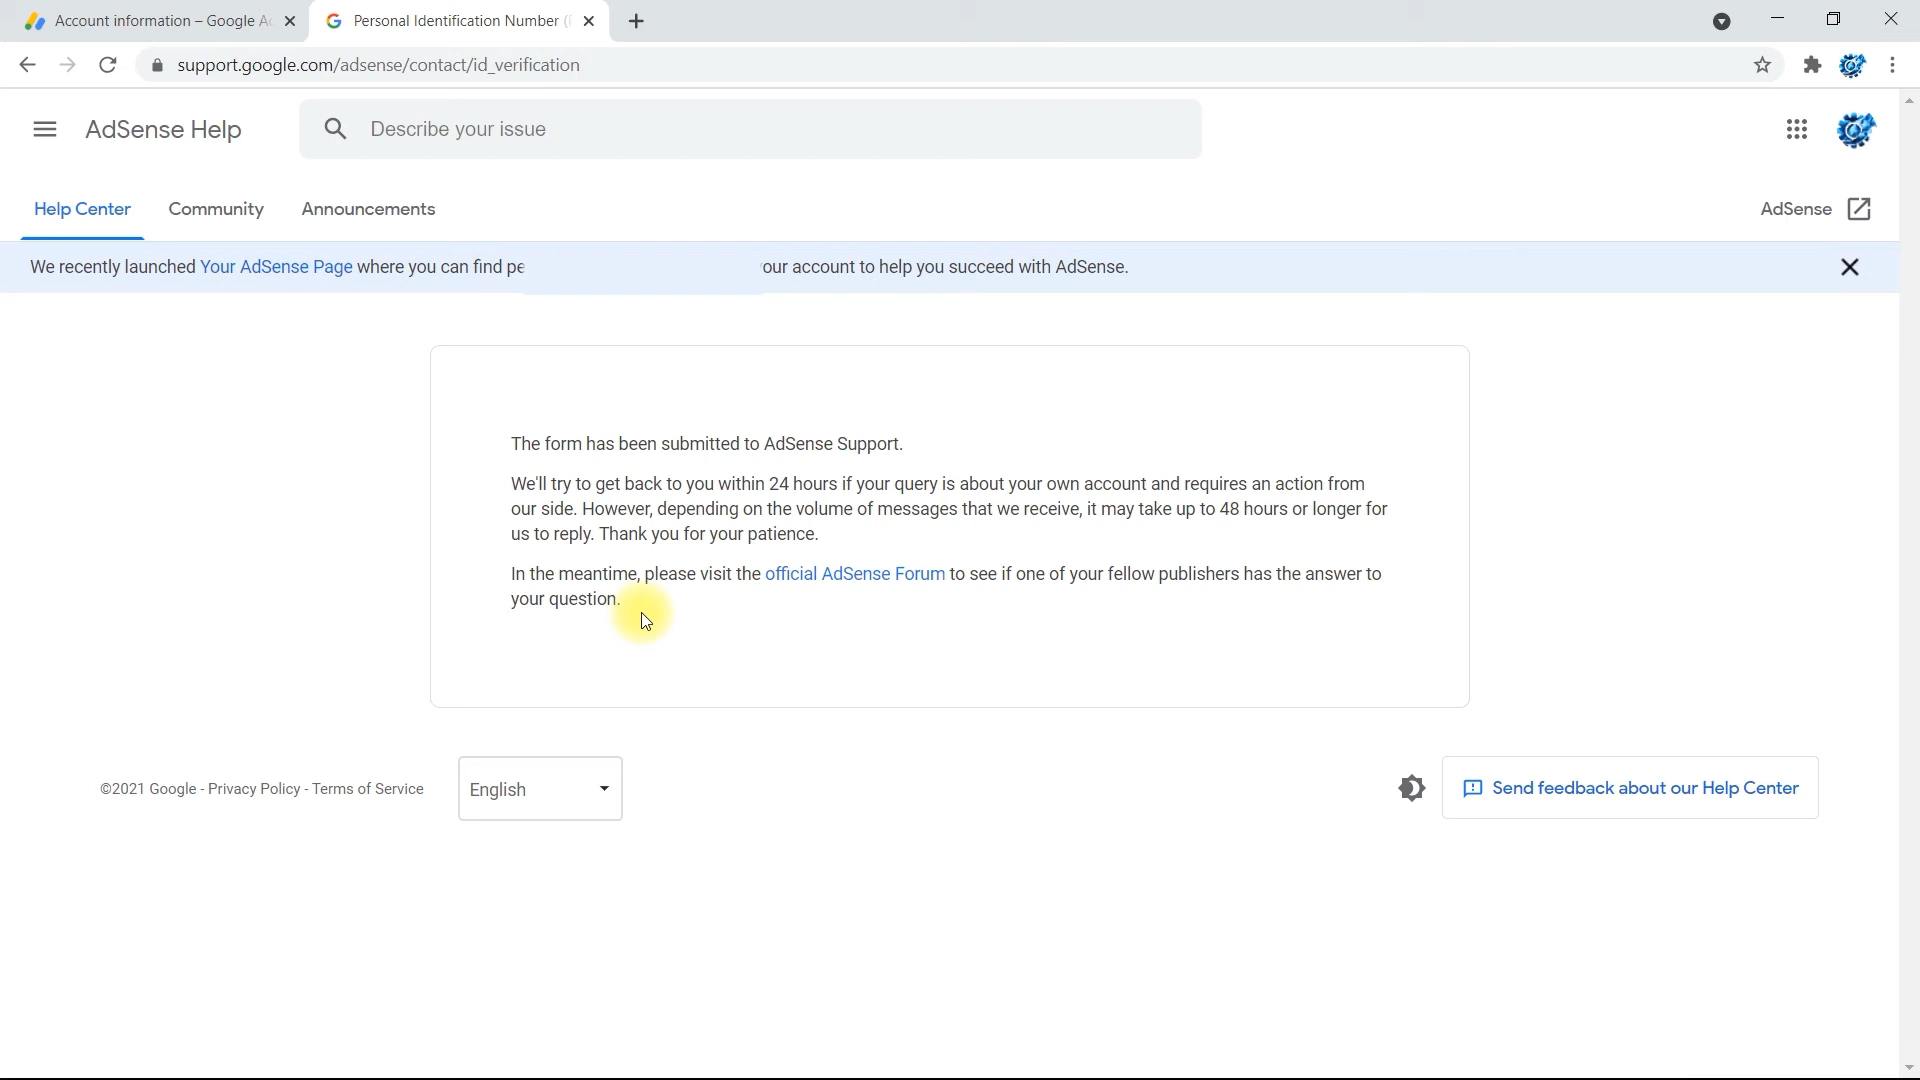 Account information – Google A
Personal Identification Number (
support.google.com/adsense/contact/id_verification
AdSense Help
Describe your issue
Help Center
Community
Announcements
AdSense
We recently launched Your AdSense Page where you can find pe
our account to help you succeed with AdSense.
The form has been submitted to AdSense Support.
We'll try to get back to you within 24 hours if your query is about your own account and requires an action from
our side. However, depending on the volume of messages that we receive, it may take up to 48 hours or longer for
us to reply. Thank you for your patience.
In the meantime, please visit the official AdSense Forum to see if one of your fellow publishers has the answer to
your question.
©2021 Google - Privacy Policy - Terms of Service
English
Send feedback about our Help Center